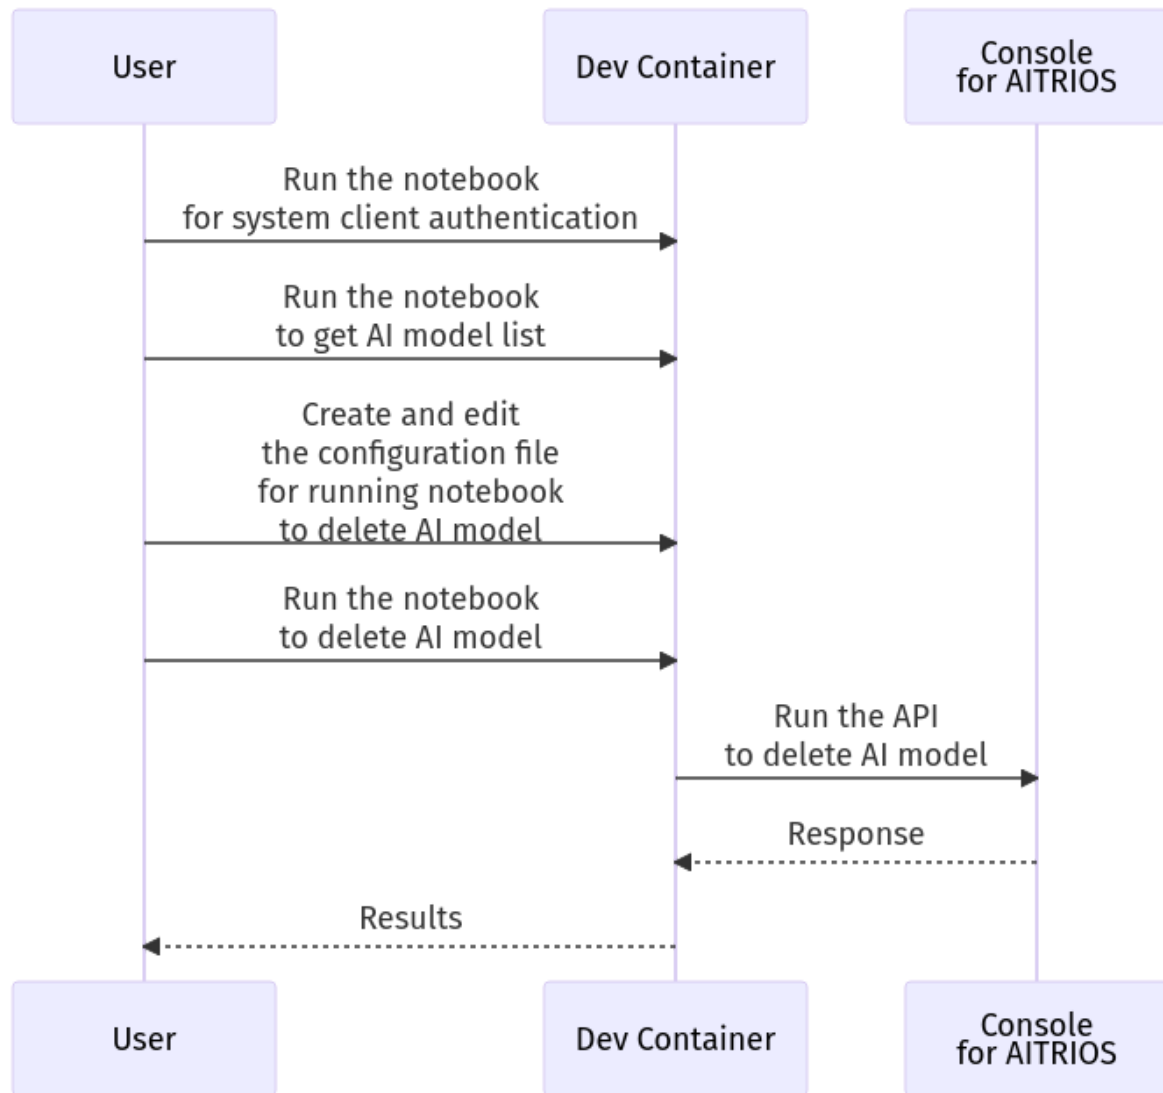 User
Dev Container
Console
for AITRIOS
Run the notebook
for system client authentication
Run the notebook
to get AI model list
Create and edit
the configuration file
for running notebook
to delete AI model
Run the notebook
to delete AI model
Run the API
to delete AI model
Response
Results
User
Dev Container
Console
for AITRIOS